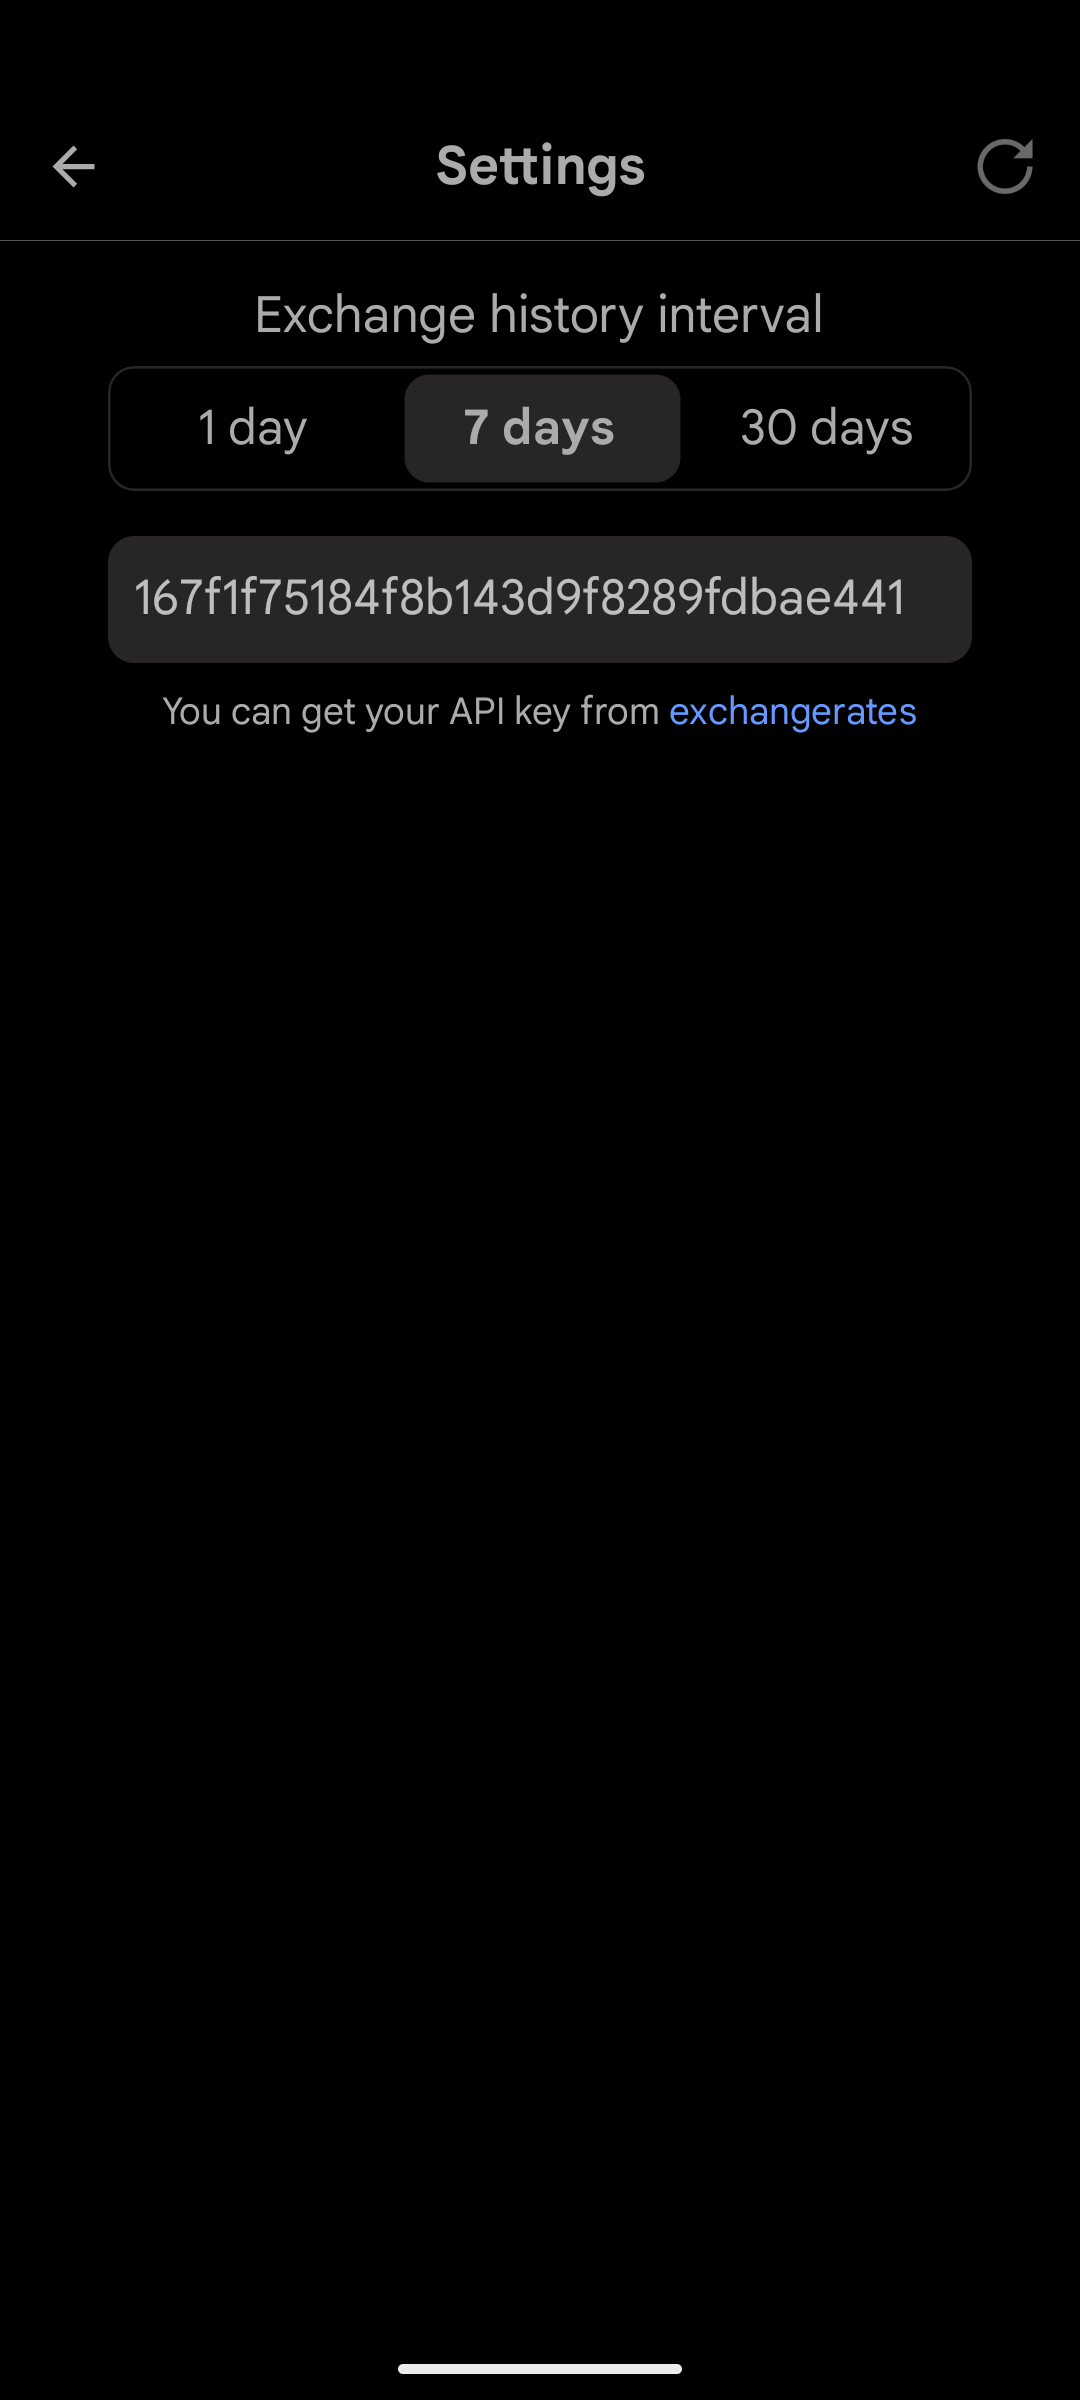 Settings
Exchange history interval
1 day 7 days 30 days
167f1f75184f8b143d9f8289fdbae441
You can get your API key from exchangerates